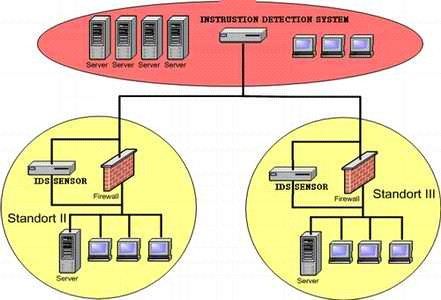 INSTRUSTION DETECTION SYSTEM
Server Server Server Server
IDS SENSOR
Firewall
Standort II
Server
IDS SENSOR
Firewall
Standort III
Server